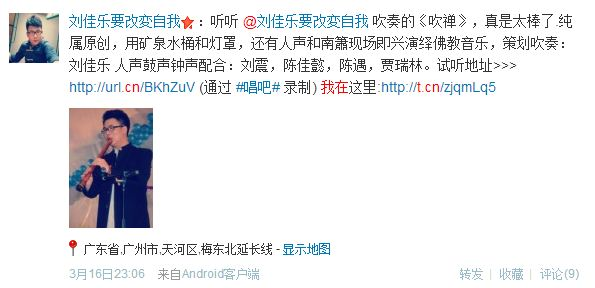 刘佳乐要改变自我★：听听 @刘佳乐要改变自我 吹奏的《吹禅》，真是太棒了.纯
属原创，用矿泉水桶和灯罩，还有人声和南箫现场即兴演绎佛教音乐，策划吹奏：
刘佳乐 人声鼓声钟声配合：刘震，陈佳懿，陈遇，贾瑞林。试听地址>>>
http://url.cn/BKhZuV (通过 #唱吧# 录制) 我在这里:http://t.cn/zjqmLq5
广东省,广州市,天河区,梅东北延长线 - 显示地图
3月16日23:06 来自Android客户端 转发 | 收藏 | 评论(9)